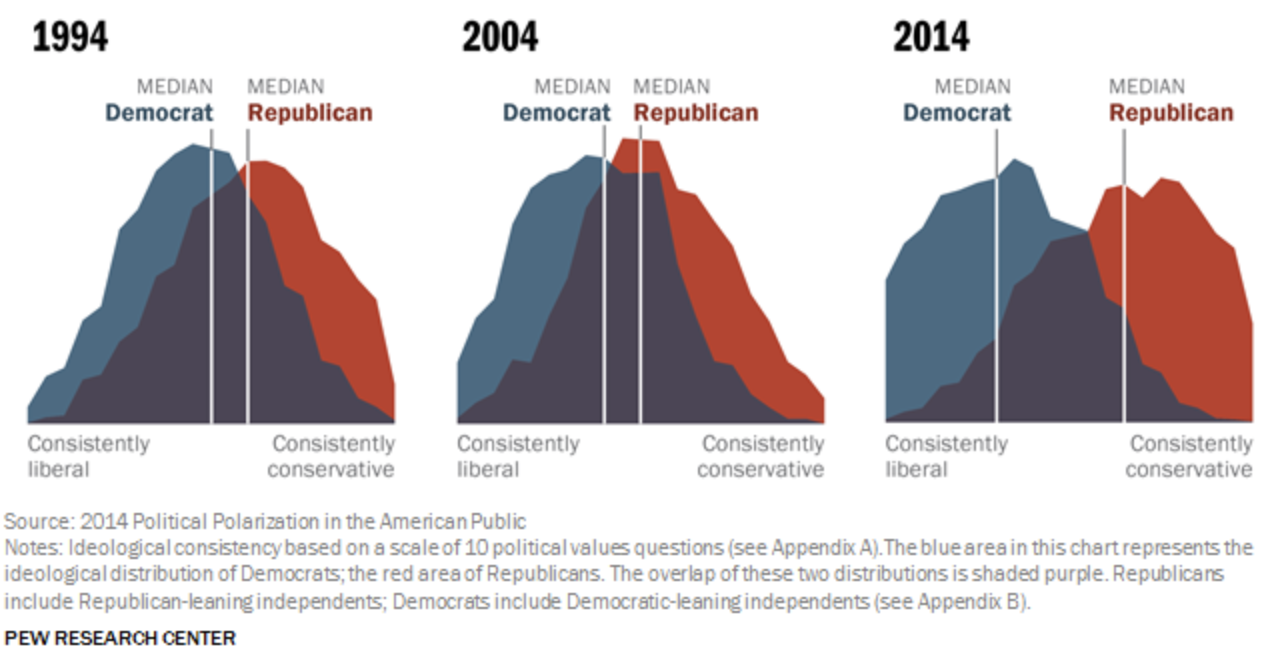 1994
2004
2014
MEDIAN
Democrat
MEDIAN
Republican
MEDIAN
Democrat
MEDIAN
Republican
MEDIAN
Democrat
MEDIAN
Republican
Consistently
liberal
Consistently
conservative
Consistently
liberal
Consistently
conservative
Consistently
liberal
Consistently
conservative
Source: 2014 Political Polarization in the American Public
Notes: Ideological consistency based on a scale of 10 political values questions (see Appendix A).The blue area in this chart represents the
ideological distribution of Democrats; the red area of Republicans. The overlap of these two distributions is shaded purple. Republicans
include Republican-leaning independents; Democrats include Democratic-leaning independents (see Appendix B).
PEW RESEARCH CENTER